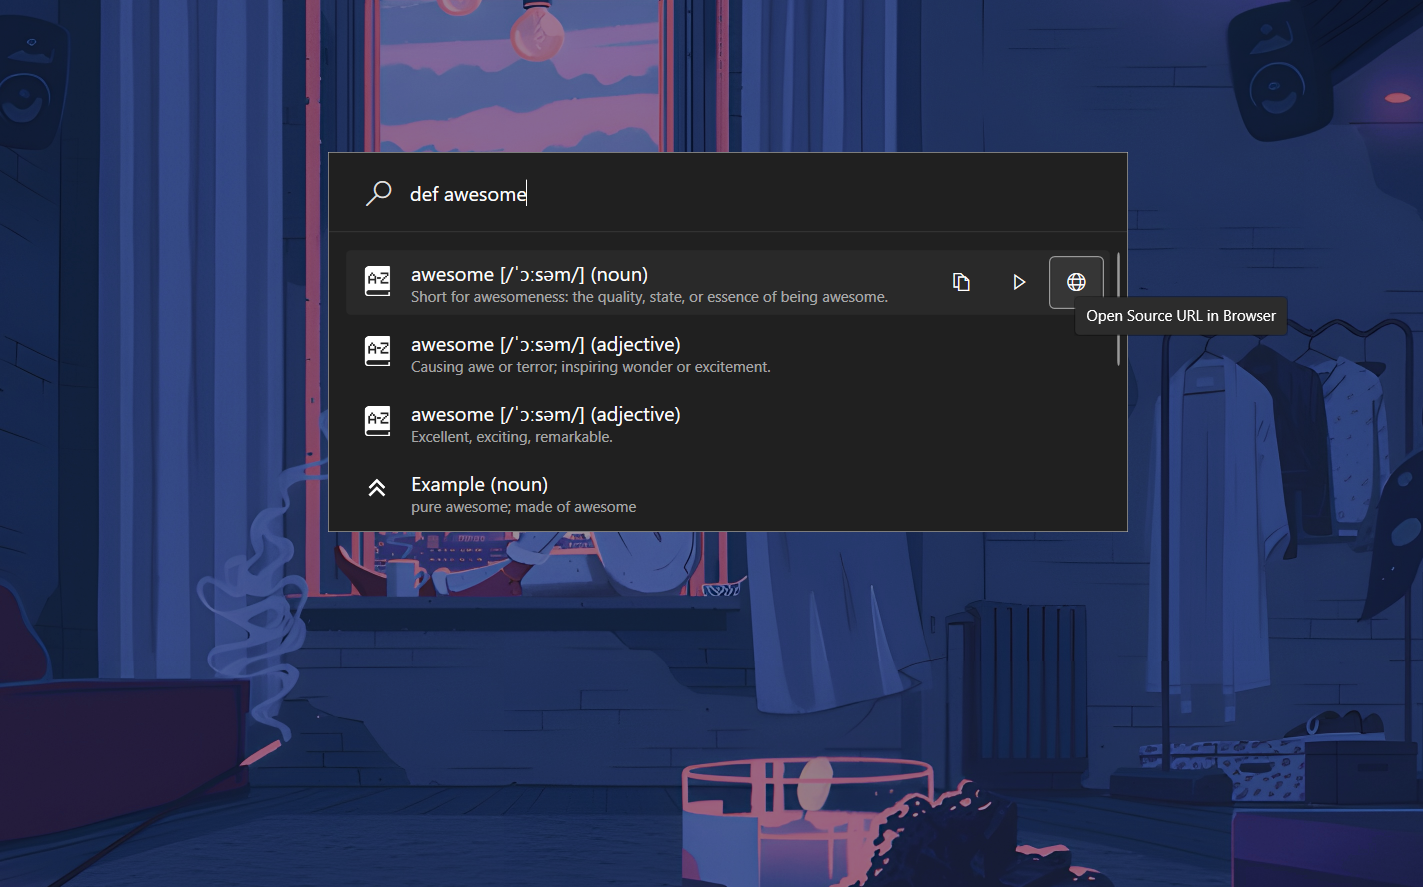 def awesome
A-Z
awesome [/ˈɔːsəm/] (noun)
Short for awesomeness: the quality, state, or essence of being awesome.
Open Source URL in Browser
A-Z
awesome [/ˈɔːsəm/] (adjective)
Causing awe or terror; inspiring wonder or excitement.
A-Z
awesome [/ˈɔːsəm/] (adjective)
Excellent, exciting, remarkable.
Example (noun)
pure awesome; made of awesome